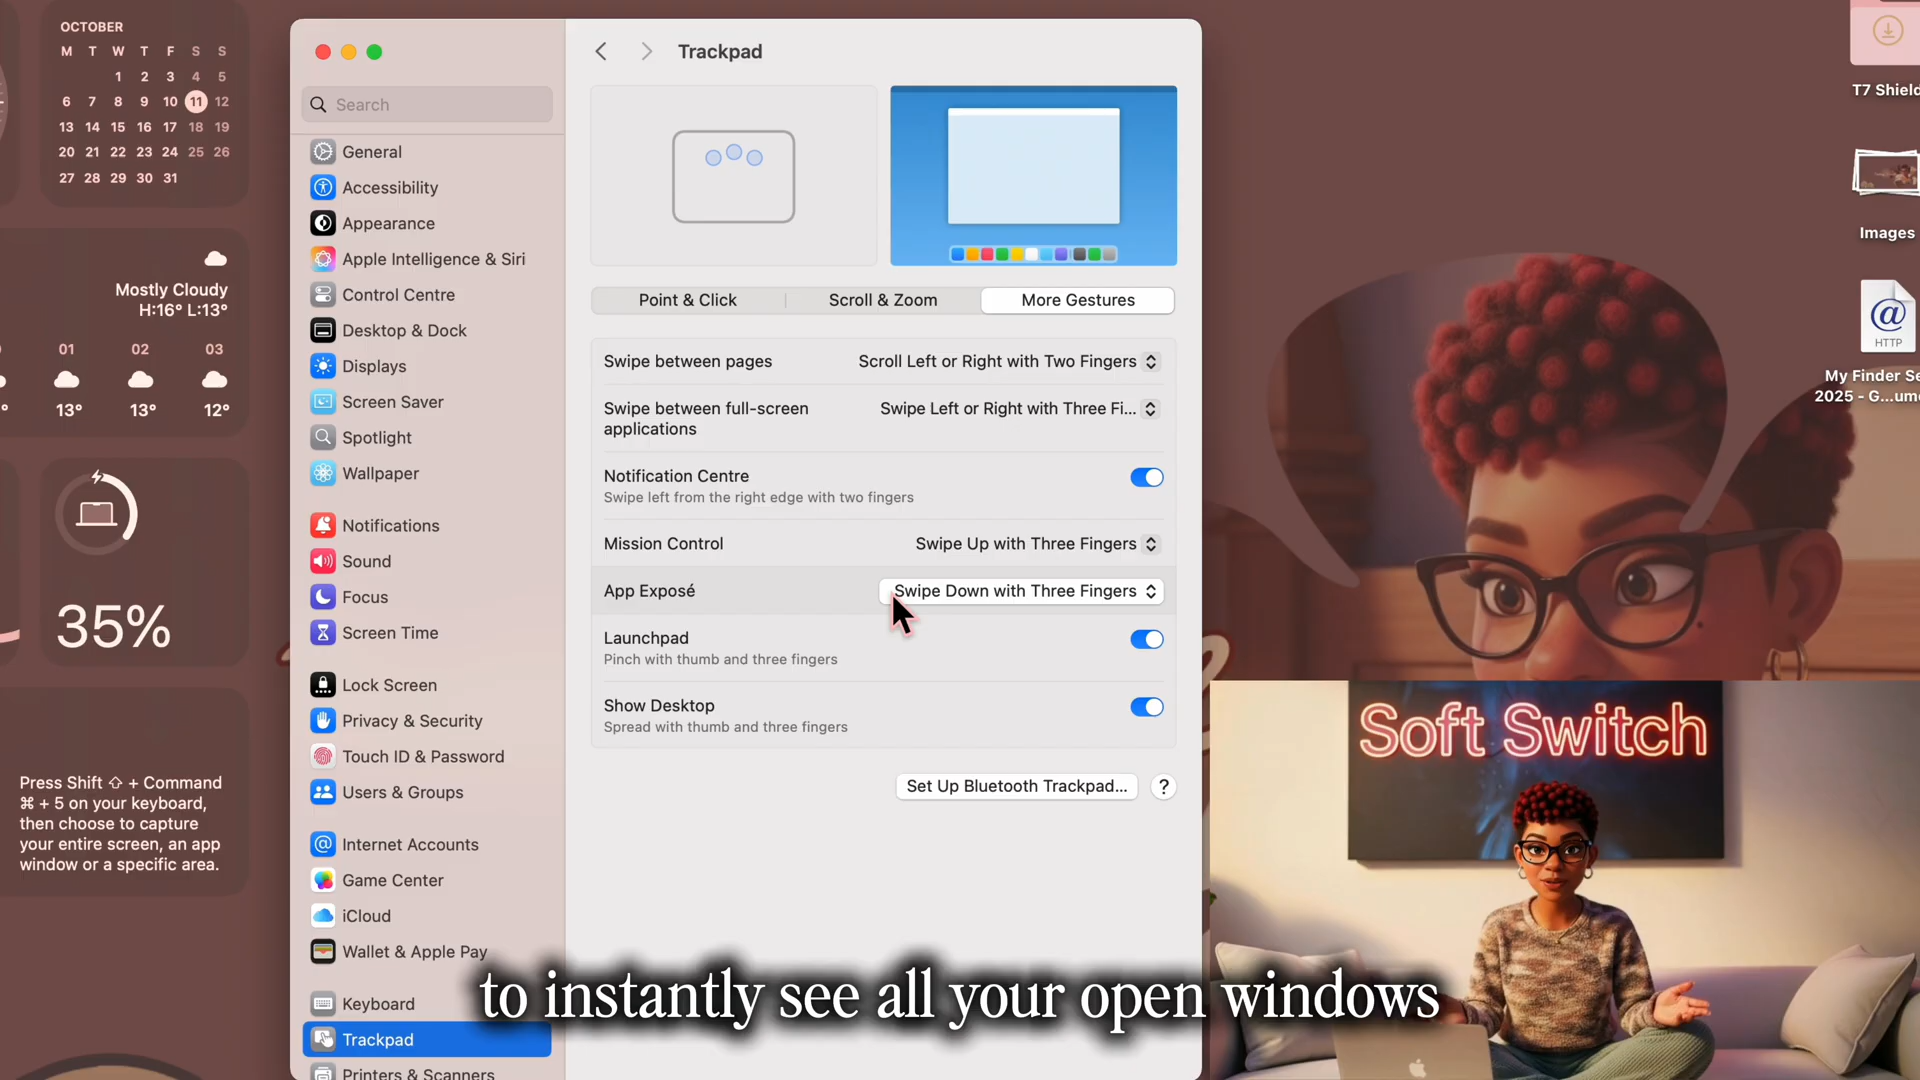 OCTOBER
M T W T F S S
1 2 3 4 5
6 7 8 9 10 11 12
13 14 15 16 17 18 19
20 21 22 23 24 25 26
27 28 29 30 31
Mostly Cloudy
H:16° L:13°
01 02 03
13° 13° 12°
35%
Press Shift ⇧ + Command
⌘ + 5 on your keyboard,
then choose to capture
your entire screen, an app
window or a specific area.
Search
General
Accessibility
Appearance
Apple Intelligence & Siri
Control Centre
Desktop & Dock
Displays
Screen Saver
Spotlight
Wallpaper
Notifications
Sound
Focus
Screen Time
Lock Screen
Privacy & Security
Touch ID & Password
Users & Groups
Internet Accounts
Game Center
iCloud
Wallet & Apple Pay
Keyboard
Trackpad
Printers & Scanners
Trackpad
Point & Click
Scroll & Zoom
More Gestures
Swipe between pages
Scroll Left or Right with Two Fingers
Swipe between full-screen
applications
Swipe Left or Right with Three Fi...
Notification Centre
Swipe left from the right edge with two fingers
Mission Control
Swipe Up with Three Fingers
App Exposé
Swipe Down with Three Fingers
Launchpad
Pinch with thumb and three fingers
Show Desktop
Spread with thumb and three fingers
Set Up Bluetooth Trackpad...
?
T7 Shield
Images
@
HTTP
My Finder Se
2025 - G...ume
Soft Switch
to instantly see all your open windows